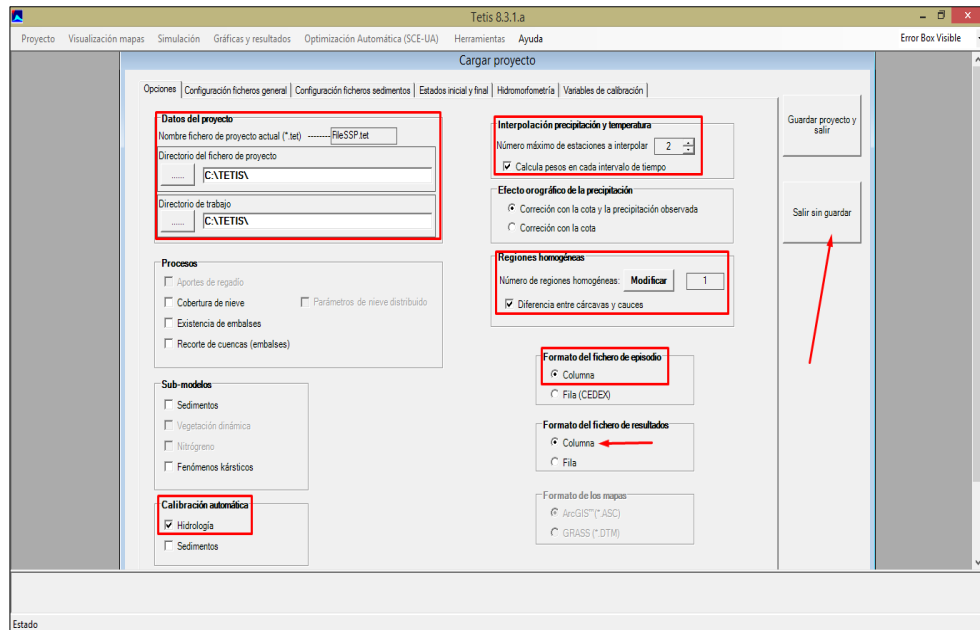 Tetis 8.3.1.a
Proyecto Visualización mapas Simulación Gráficas y resultados Optimización Automática (SCE-UA) Herramientas Ayuda Error Box Visible
Cargar proyecto
Opciones Configuración ficheros general Configuración ficheros sedimentos Estados inicial y final Hidromorfometría Variables de calibración
Datos del proyecto
Nombre fichero de proyecto actual (*.tet) -------- FileSSP.tet
Directorio del fichero de proyecto
...... C:\TETIS\
Directorio de trabajo
...... C:\TETIS\
Procesos
Aportes de regadío
Cobertura de nieve Parámetros de nieve distribuido
Existencia de embalses
Recorte de cuencas (embalses)
Sub-modelos
Sedimentos
Vegetación dinámica
Nitrógeno
Fenómenos kársticos
Calibración automática
Hidrología
Sedimentos
Interpolación precipitación y temperatura
Número máximo de estaciones a interpolar 2
Calcula pesos en cada intervalo de tiempo
Efecto orográfico de la precipitación
Correción con la cota y la precipitación observada
Correción con la cota
Regiones homogéneas
Número de regiones homogéneas: Modificar 1
Diferencia entre cárcavas y cauces
Formato del fichero de episodio
Columna
Fila (CEDEX)
Formato del fichero de resultados
Columna
Fila
Formato de los mapas
ArcGIS™ (*.ASC)
GRASS (*.DTM)
Guardar proyecto y
salir
Salir sin guardar
Estado